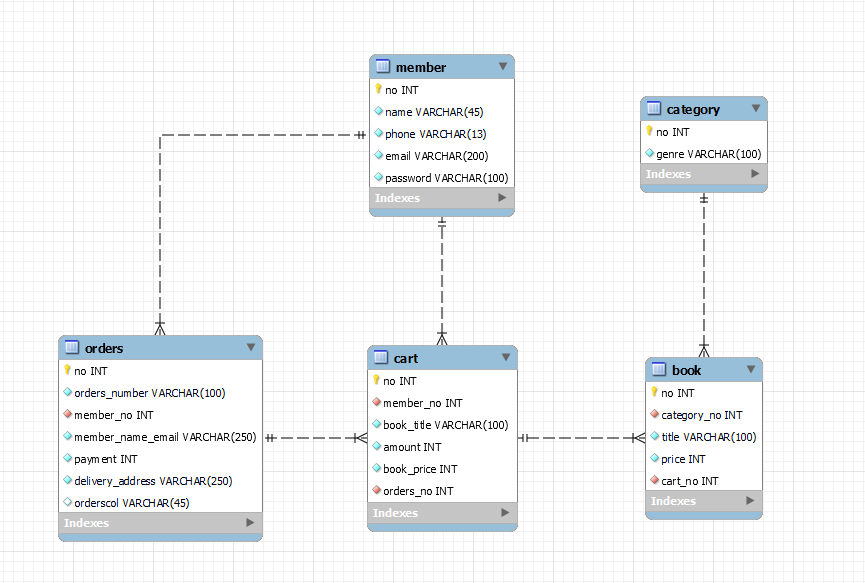 member
no INT
name VARCHAR(45)
phone VARCHAR(13)
email VARCHAR(200)
password VARCHAR(100)
Indexes
category
no INT
genre VARCHAR(100)
Indexes
orders
no INT
orders_number VARCHAR(100)
member_no INT
member_name_email VARCHAR(250)
payment INT
delivery_address VARCHAR(250)
orderscol VARCHAR(45)
Indexes
cart
no INT
member_no INT
book_title VARCHAR(100)
amount INT
book_price INT
orders_no INT
Indexes
book
no INT
category_no INT
title VARCHAR(100)
price INT
cart_no INT
Indexes